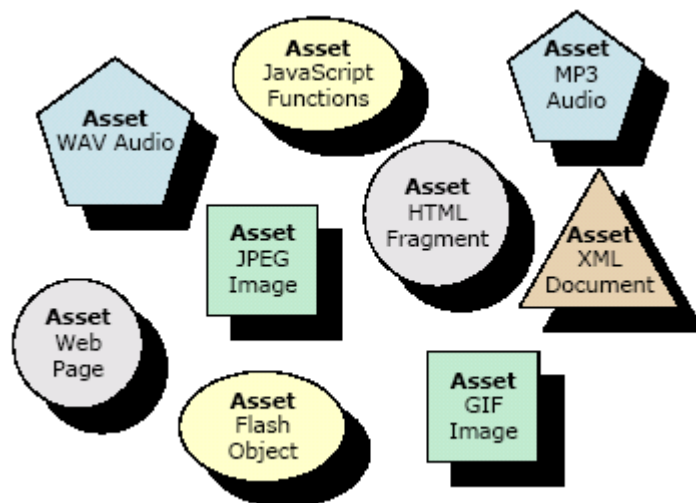 Asset
JavaScript
Functions
Asset
MP3
Audio
Asset
WAV Audio
Asset
HTML
Fragment
Asset
JPEG
Image
Asset
XML
Document
Asset
Web
Page
Asset
Flash
Object
Asset
GIF
Image